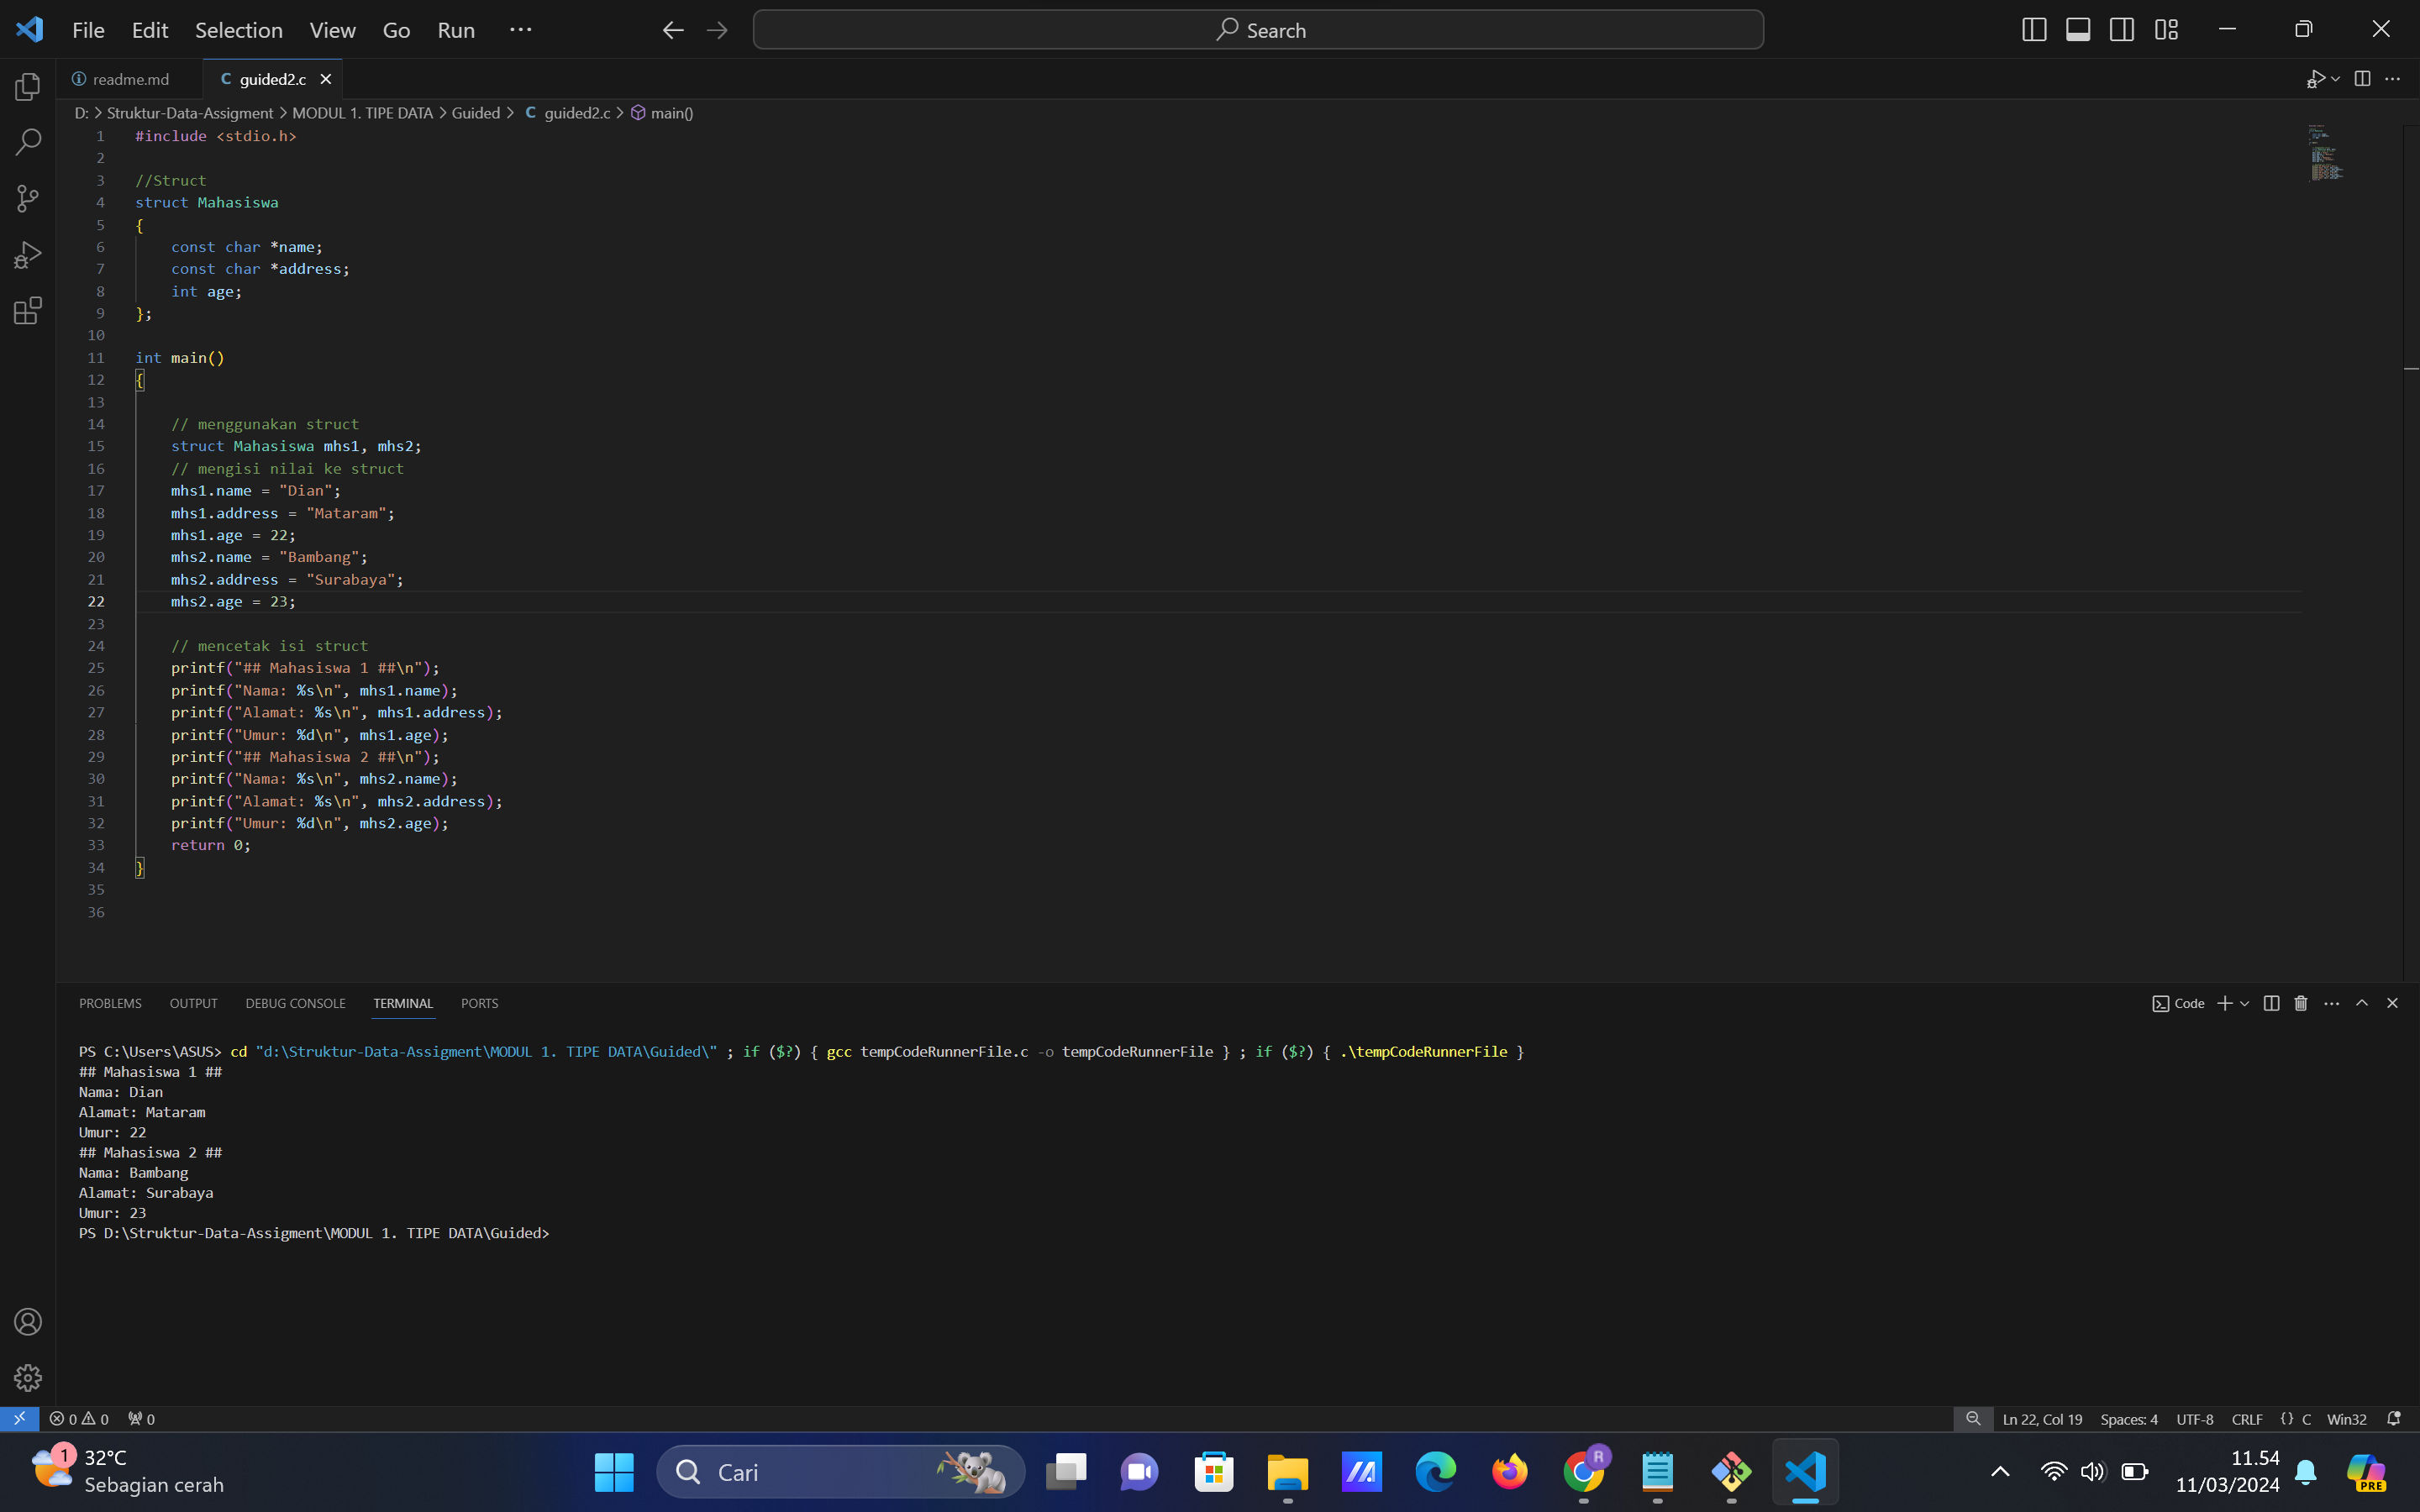 File Edit Selection View Go Run ··· Search
readme.md guided2.c
D: > Struktur-Data-Assigment > MODUL 1. TIPE DATA > Guided > C guided2.c > main()
1 #include <stdio.h>
2
3 //Struct
4 struct Mahasiswa
5 {
6 const char *name;
7 const char *address;
8 int age;
9 };
10
11 int main()
12 {
13
14 // menggunakan struct
15 struct Mahasiswa mhs1, mhs2;
16 // mengisi nilai ke struct
17 mhs1.name = "Dian";
18 mhs1.address = "Mataram";
19 mhs1.age = 22;
20 mhs2.name = "Bambang";
21 mhs2.address = "Surabaya";
22 mhs2.age = 23;
23
24 // mencetak isi struct
25 printf("## Mahasiswa 1 ##\n");
26 printf("Nama: %s\n", mhs1.name);
27 printf("Alamat: %s\n", mhs1.address);
28 printf("Umur: %d\n", mhs1.age);
29 printf("## Mahasiswa 2 ##\n");
30 printf("Nama: %s\n", mhs2.name);
31 printf("Alamat: %s\n", mhs2.address);
32 printf("Umur: %d\n", mhs2.age);
33 return 0;
34 }
35
36
PROBLEMS OUTPUT DEBUG CONSOLE TERMINAL PORTS Code
PS C:\Users\ASUS> cd "d:\Struktur-Data-Assigment\MODUL 1. TIPE DATA\Guided\" ; if ($?) { gcc tempCodeRunnerFile.c -o tempCodeRunnerFile } ; if ($?) { .\tempCodeRunnerFile }
## Mahasiswa 1 ##
Nama: Dian
Alamat: Mataram
Umur: 22
## Mahasiswa 2 ##
Nama: Bambang
Alamat: Surabaya
Umur: 23
PS D:\Struktur-Data-Assigment\MODUL 1. TIPE DATA\Guided>
0 0 0 Ln 22, Col 19 Spaces: 4 UTF-8 CRLF {} C Win32
1 32°C
Sebagian cerah
Cari
R
11.54
11/03/2024
PRE